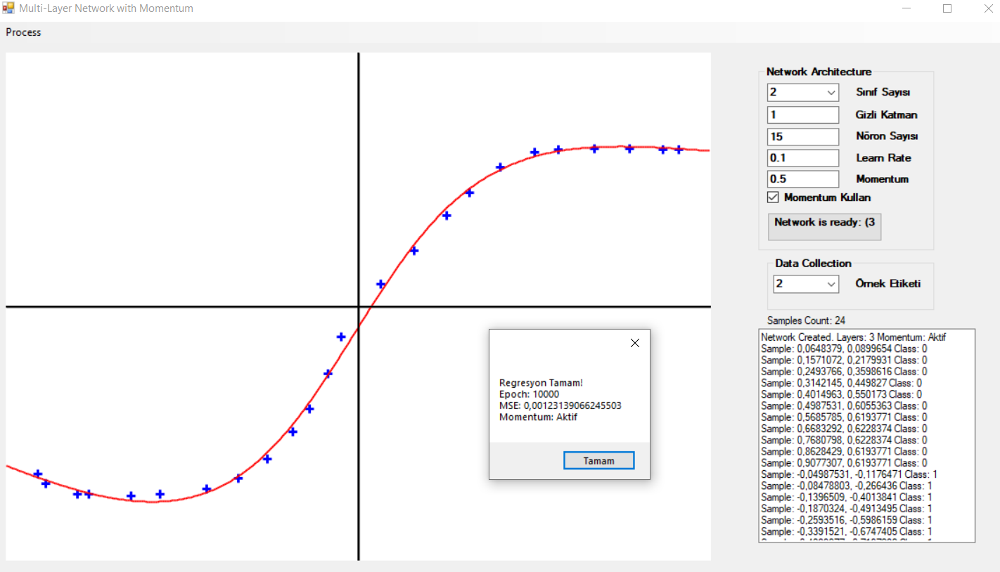 Multi-Layer Network with Momentum
Process
Network Architecture
2 Sınıf Sayısı
1 Gizli Katman
15 Nöron Sayısı
0.1 Learn Rate
0.5 Momentum
Momentum Kullan
Network is ready: (3
Data Collection
2 Örnek Etiketi
Samples Count: 24
Network Created. Layers: 3 Momentum: Aktif
Sample: 0,0648379, 0,0899654 Class: 0
Sample: 0,1571072, 0,2179931 Class: 0
Sample: 0,2493766, 0,3598616 Class: 0
Sample: 0,3142145, 0,449827 Class: 0
Sample: 0,4014963, 0,550173 Class: 0
Sample: 0,4987531, 0,6055363 Class: 0
Sample: 0,5685785, 0,6193771 Class: 0
Sample: 0,6683292, 0,6228374 Class: 0
Sample: 0,7680798, 0,6228374 Class: 0
Sample: 0,8628429, 0,6193771 Class: 0
Sample: 0,9077307, 0,6193771 Class: 0
Sample: -0,04987531, -0,1176471 Class: 1
Sample: -0,08478803, -0,266436 Class: 1
Sample: -0,1396509, -0,4013841 Class: 1
Sample: -0,1870324, -0,4913495 Class: 1
Sample: -0,2593516, -0,5986159 Class: 1
Sample: -0,3391521, -0,6747405 Class: 1
Regresyon Tamam!
Epoch: 10000
MSE: 0,00123139066245503
Momentum: Aktif
Tamam